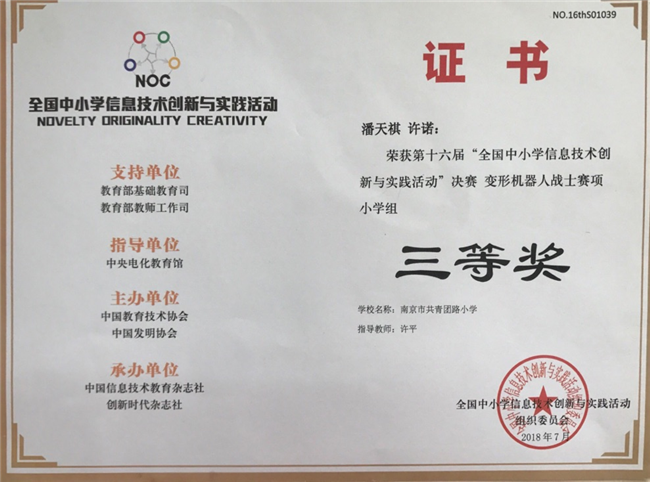 NO.16thS01039
NOC
全国中小学信息技术创新与实践活动
NOVELTY ORIGINALITY CREATIVITY
支持单位
教育部基础教育司
教育部教师工作司
指导单位
中央电化教育馆
主办单位
中国教育技术协会
中国发明协会
承办单位
中国信息技术教育杂志社
创新时代杂志社
证书
潘天祺 许诺：
荣获第十六届“全国中小学信息技术创
新与实践活动”决赛 变形机器人战士赛项
小学组
三等奖
学校名称：南京市共青团路小学
指导教师：许平
全国中小学信息技术创新与实践活动
组织委员会
2018年7月